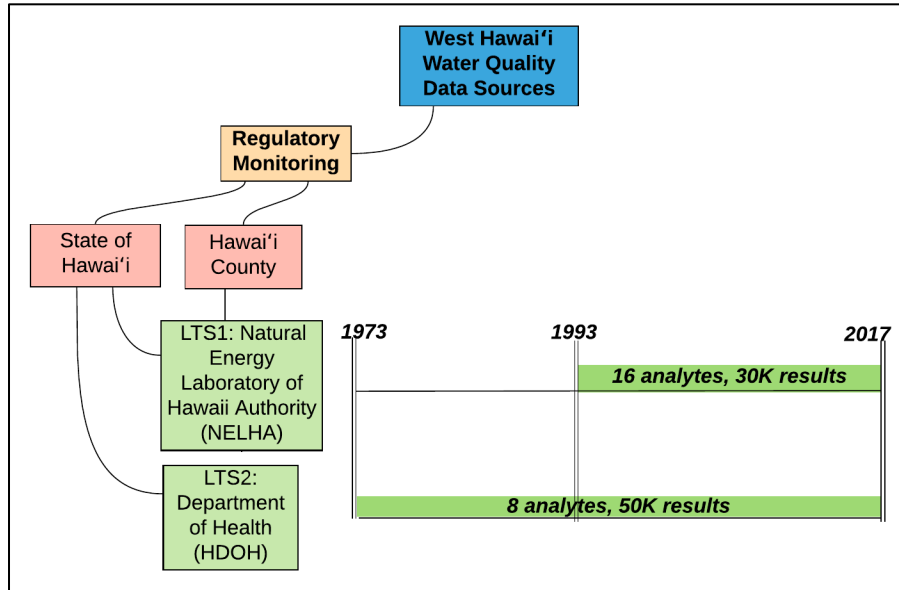 West Hawaiʻi
Water Quality
Data Sources
Regulatory
Monitoring
State of
Hawaiʻi
Hawaiʻi
County
LTS1: Natural
Energy
Laboratory of
Hawaii Authority
(NELHA)
LTS2:
Department
of Health
(HDOH)
1973
1993
2017
16 analytes, 30K results
8 analytes, 50K results